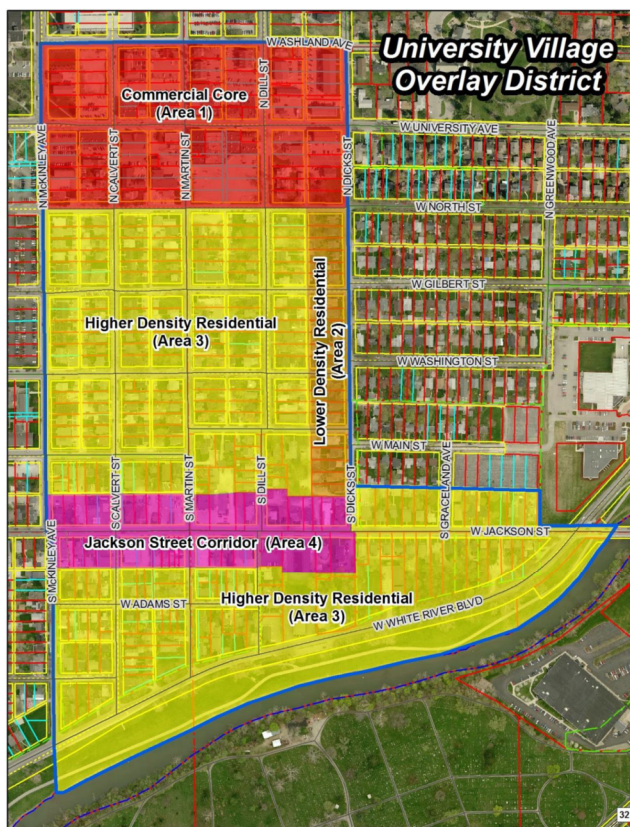 University Village
Overlay District
W ASHLAND AVE
N McKINLEY AVE
N CALVERT ST
N MARTIN ST
N DILL ST
N DICKS ST
N GREENWOOD AVE
Commercial Core
(Area 1)
W UNIVERSITY AVE
W NORTH ST
W GILBERT ST
Higher Density Residential
(Area 3)
Lower Density Residential
(Area 2)
W WASHINGTON ST
W MAIN ST
S CALVERT ST
S MARTIN ST
S DILL ST
S DICKS ST
S GRACELAND AVE
W JACKSON ST
Jackson Street Corridor (Area 4)
S McKINLEY AVE
W ADAMS ST
Higher Density Residential
(Area 3)
W WHITE RIVER BLVD
32